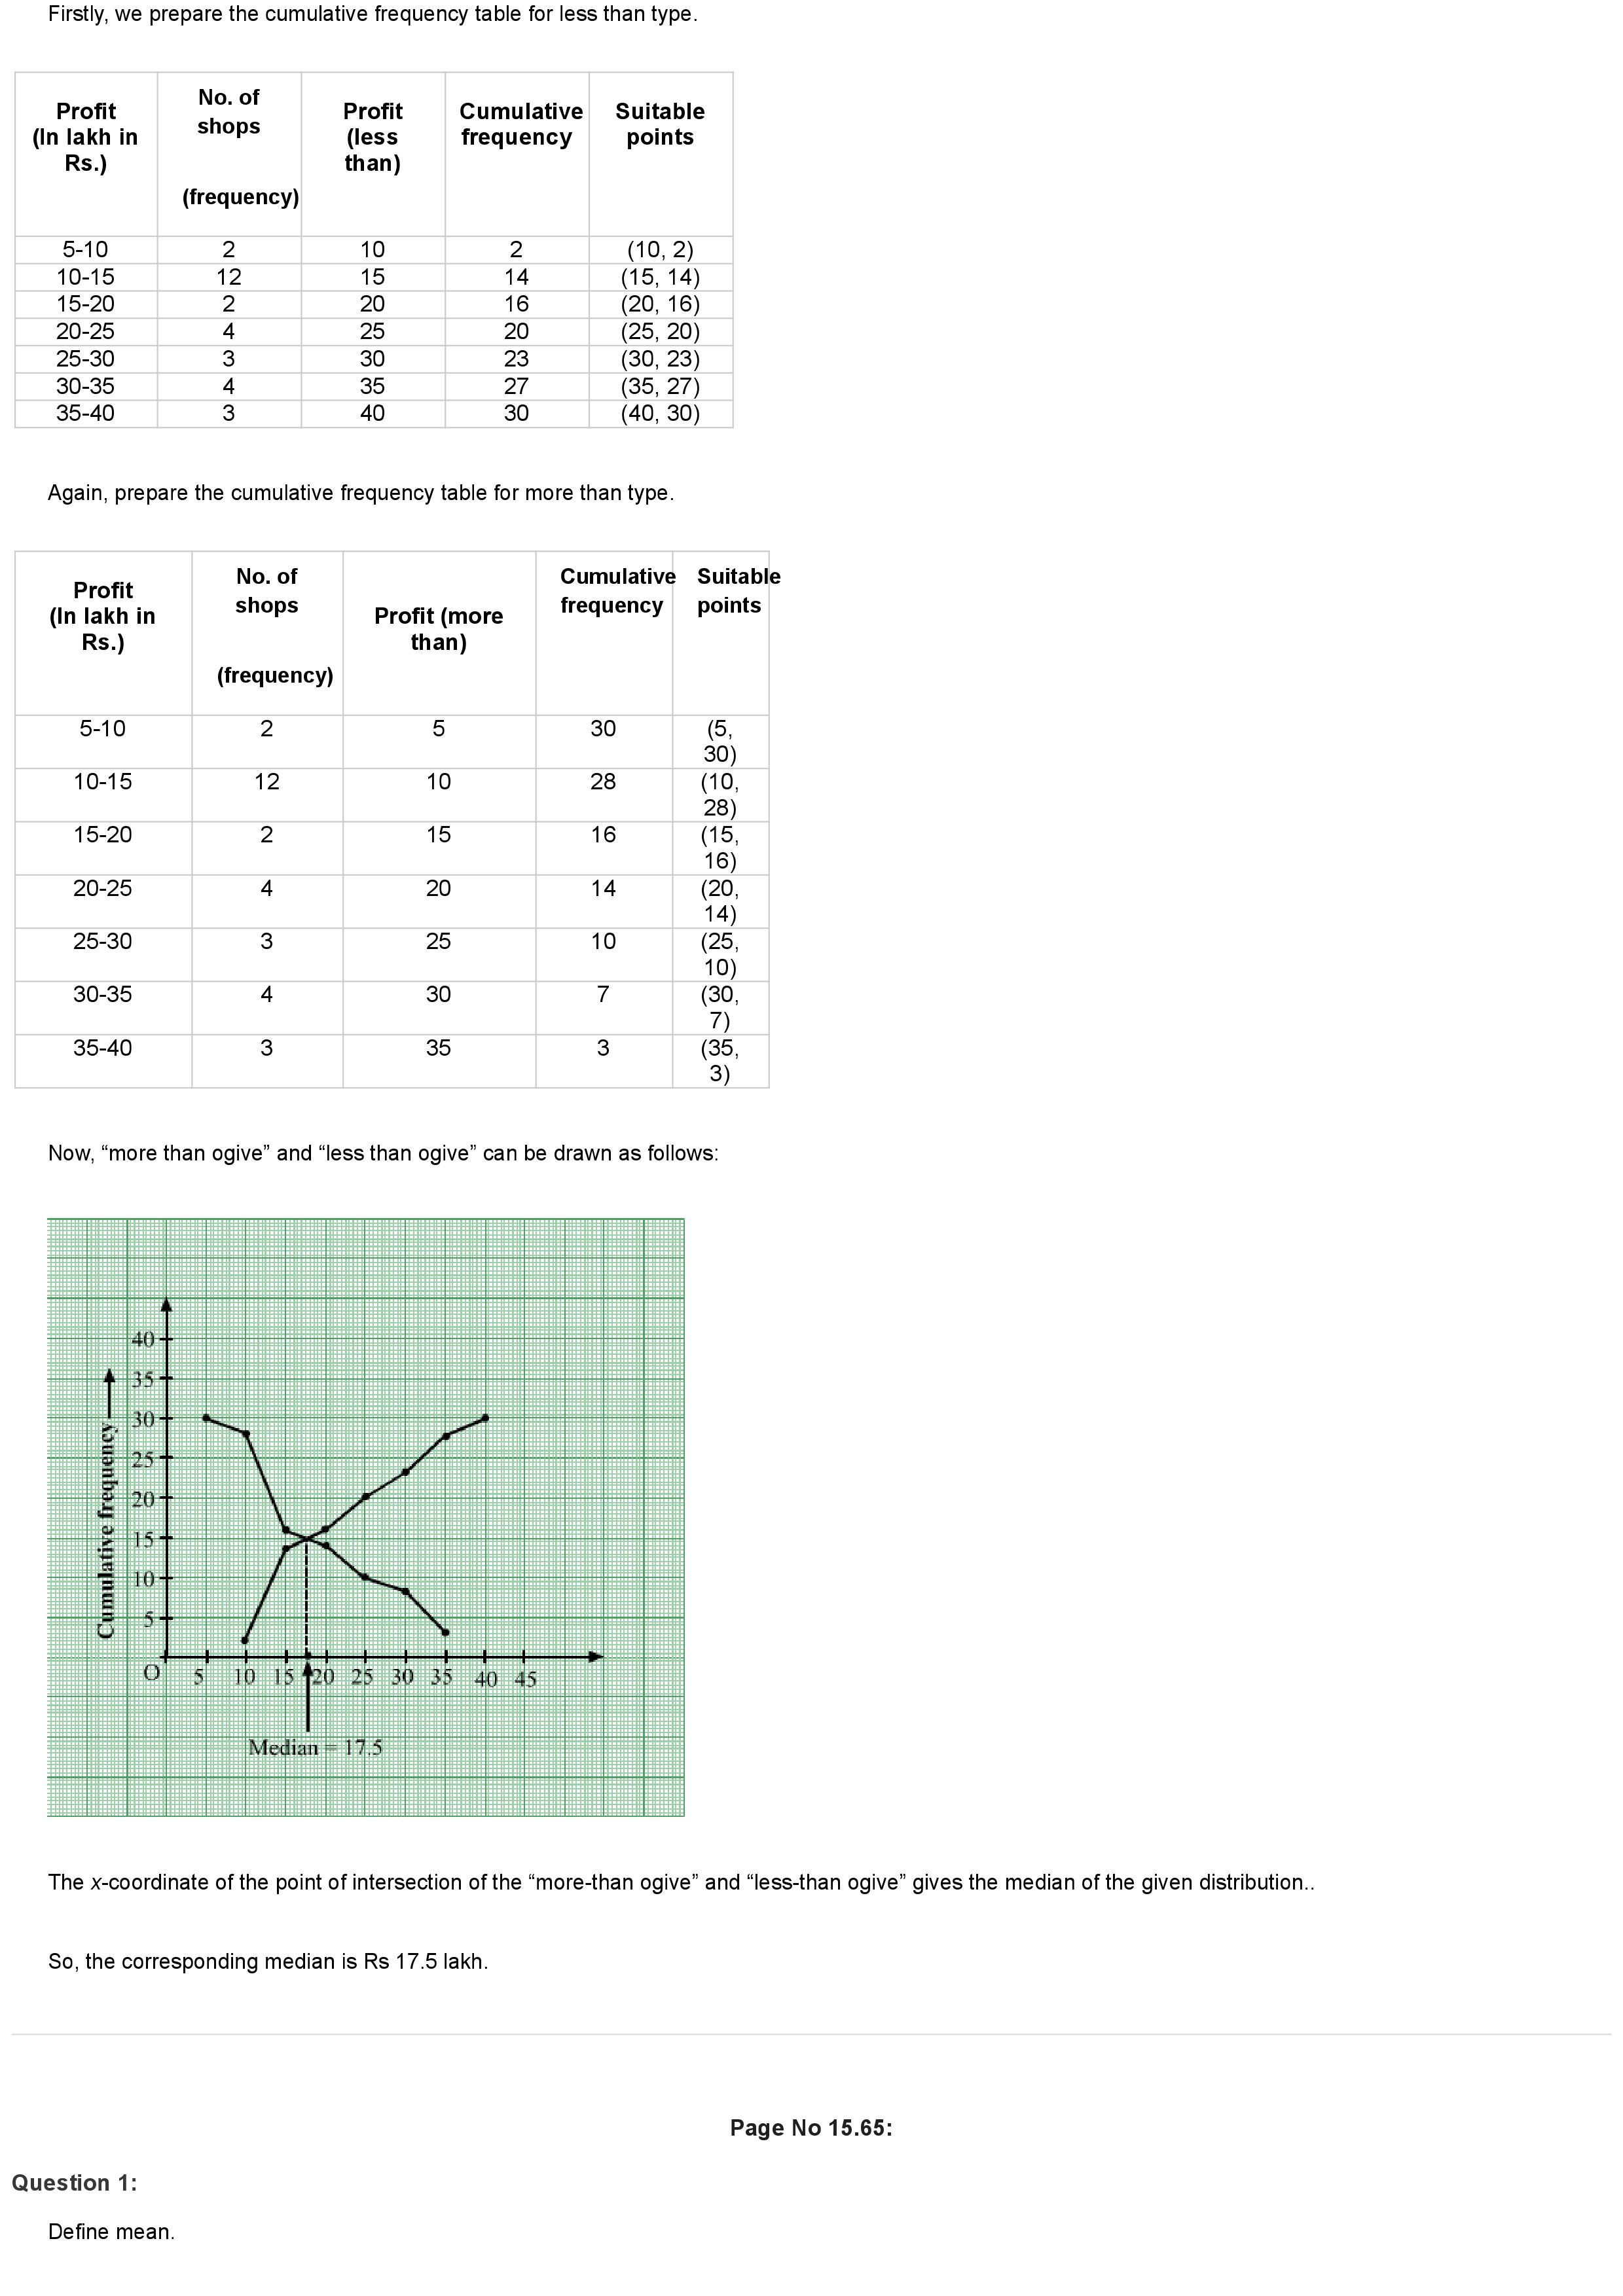 Firstly, we prepare the cumulative frequency table for less than type.
Profit (In lakh in Rs.) No. of shops (frequency) Profit (less than) Cumulative frequency Suitable points
5-10 2 10 2 (10, 2)
10-15 12 15 14 (15, 14)
15-20 2 20 16 (20, 16)
20-25 4 25 20 (25, 20)
25-30 3 30 23 (30, 23)
30-35 4 35 27 (35, 27)
35-40 3 40 30 (40, 30)
Again, prepare the cumulative frequency table for more than type.
Profit (In lakh in Rs.) No. of shops (frequency) Profit (more than) Cumulative frequency Suitable points
5-10 2 5 30 (5, 30)
10-15 12 10 28 (10, 28)
15-20 2 15 16 (15, 16)
20-25 4 20 14 (20, 14)
25-30 3 25 10 (25, 10)
30-35 4 30 7 (30, 7)
35-40 3 35 3 (35, 3)
Now, “more than ogive” and “less than ogive” can be drawn as follows:
Cumulative frequency
40
35
30
25
20
15
10
5
O 5 10 15 20 25 30 35 40 45
Median = 17.5
The x-coordinate of the point of intersection of the “more-than ogive” and “less-than ogive” gives the median of the given distribution..
So, the corresponding median is Rs 17.5 lakh.
Page No 15.65:
Question 1:
Define mean.